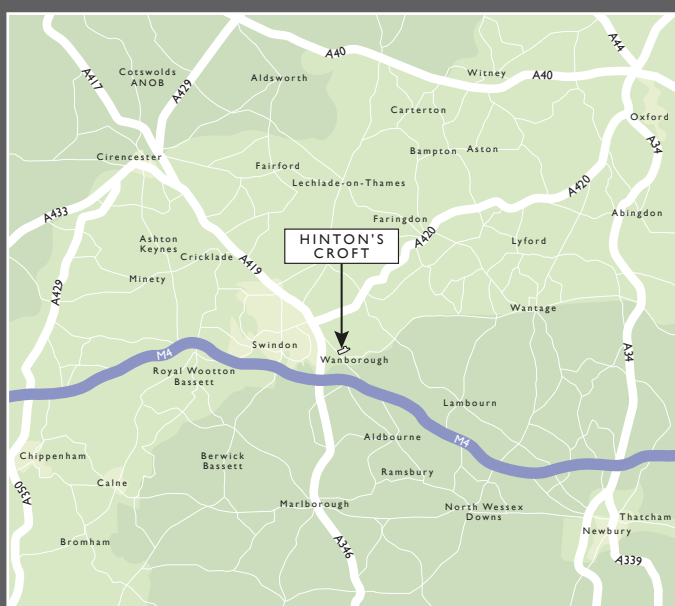 A44
A40
Cotswolds
ANOB
A417
A429
Aldsworth
Witney
A40
Carterton
Oxford
A34
Bampton
Aston
Cirencester
Fairford
Lechlade-on-Thames
A420
A433
Faringdon
Abingdon
HINTON'S
CROFT
A420
Lyford
Ashton
Keynes
Cricklade
A419
Minety
A429
Wantage
Swindon
M4
Wanborough
A34
Royal Wootton
Bassett
Lambourn
Aldbourne
M4
Chippenham
Berwick
Bassett
Ramsbury
Calne
A350
Marlborough
North Wessex
Downs
Thatcham
Newbury
Bromham
A346
A339